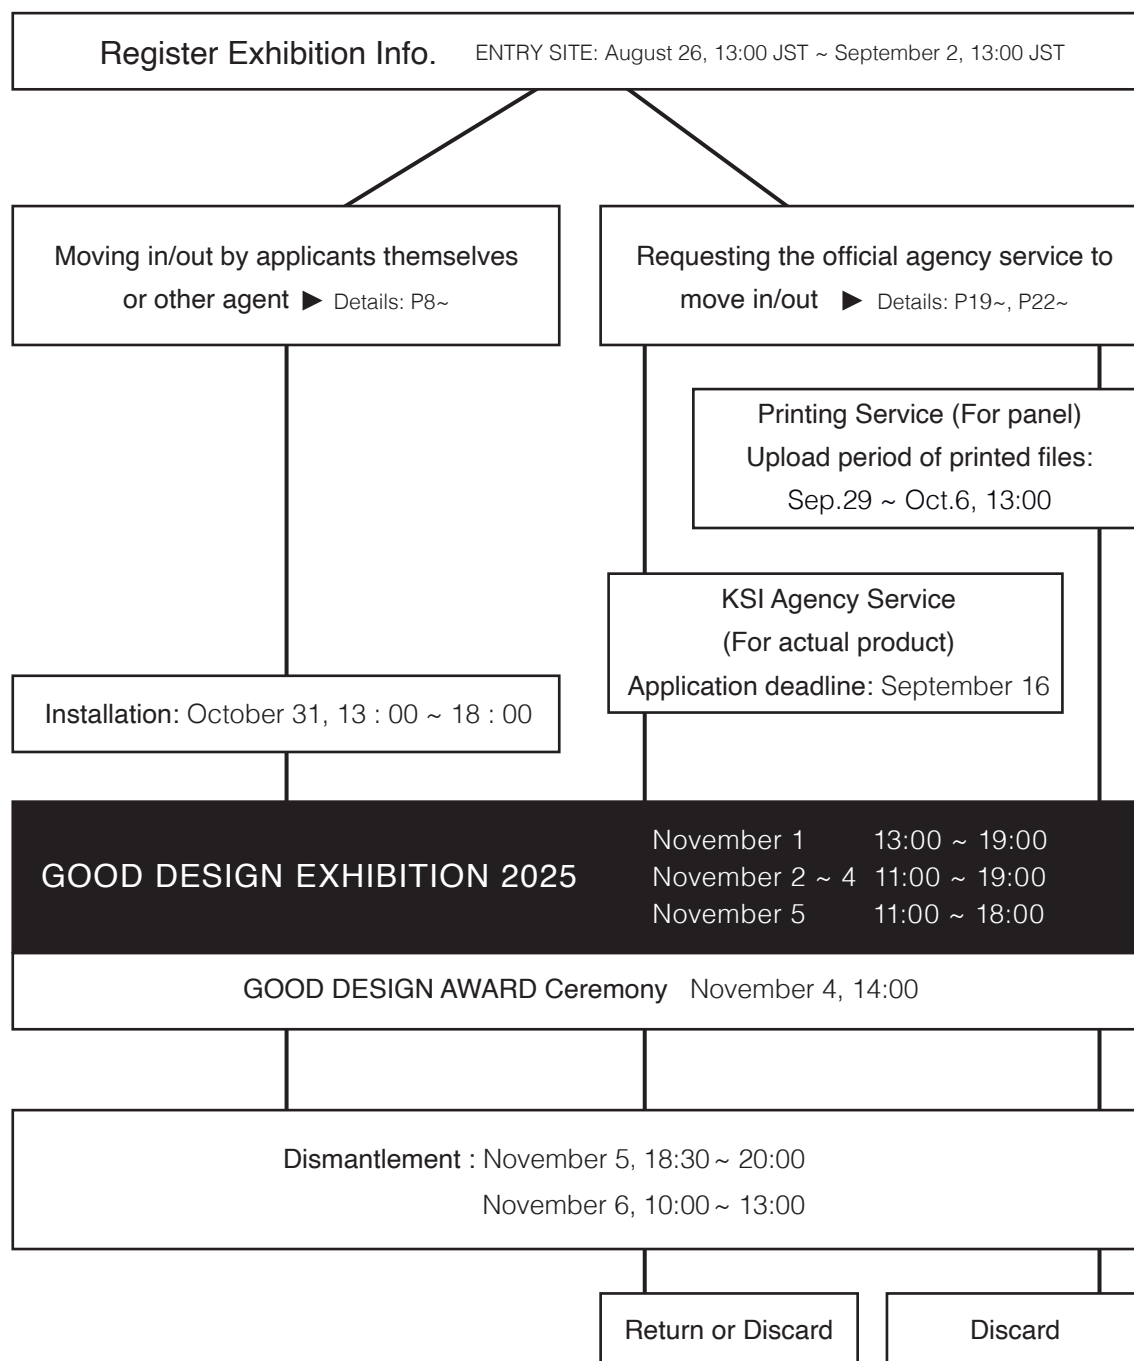 Register Exhibition Info. ENTRY SITE: August 26, 13:00 JST ~ September 2, 13:00 JST
Moving in/out by applicants themselves
or other agent ▶ Details: P8~
Requesting the official agency service to
move in/out ▶ Details: P19~, P22~
Printing Service (For panel)
Upload period of printed files:
Sep.29 ~ Oct.6, 13:00
KSI Agency Service
(For actual product)
Application deadline: September 16
Installation: October 31, 13 : 00 ~ 18 : 00
GOOD DESIGN EXHIBITION 2025
November 1 13:00 ~ 19:00
November 2 ~ 4 11:00 ~ 19:00
November 5 11:00 ~ 18:00
GOOD DESIGN AWARD Ceremony November 4, 14:00
Dismantlement : November 5, 18:30 ~ 20:00
November 6, 10:00 ~ 13:00
Return or Discard
Discard